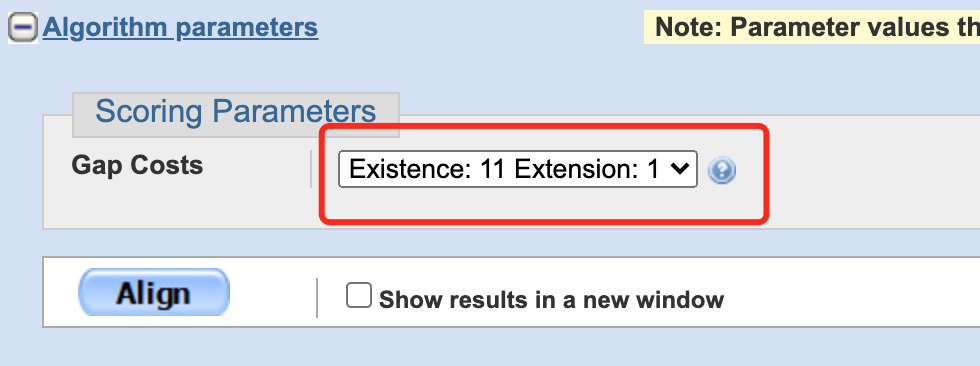 Algorithm parameters
Note: Parameter values th
Scoring Parameters
Gap Costs
Existence: 11 Extension: 1
?
Align
Show results in a new window